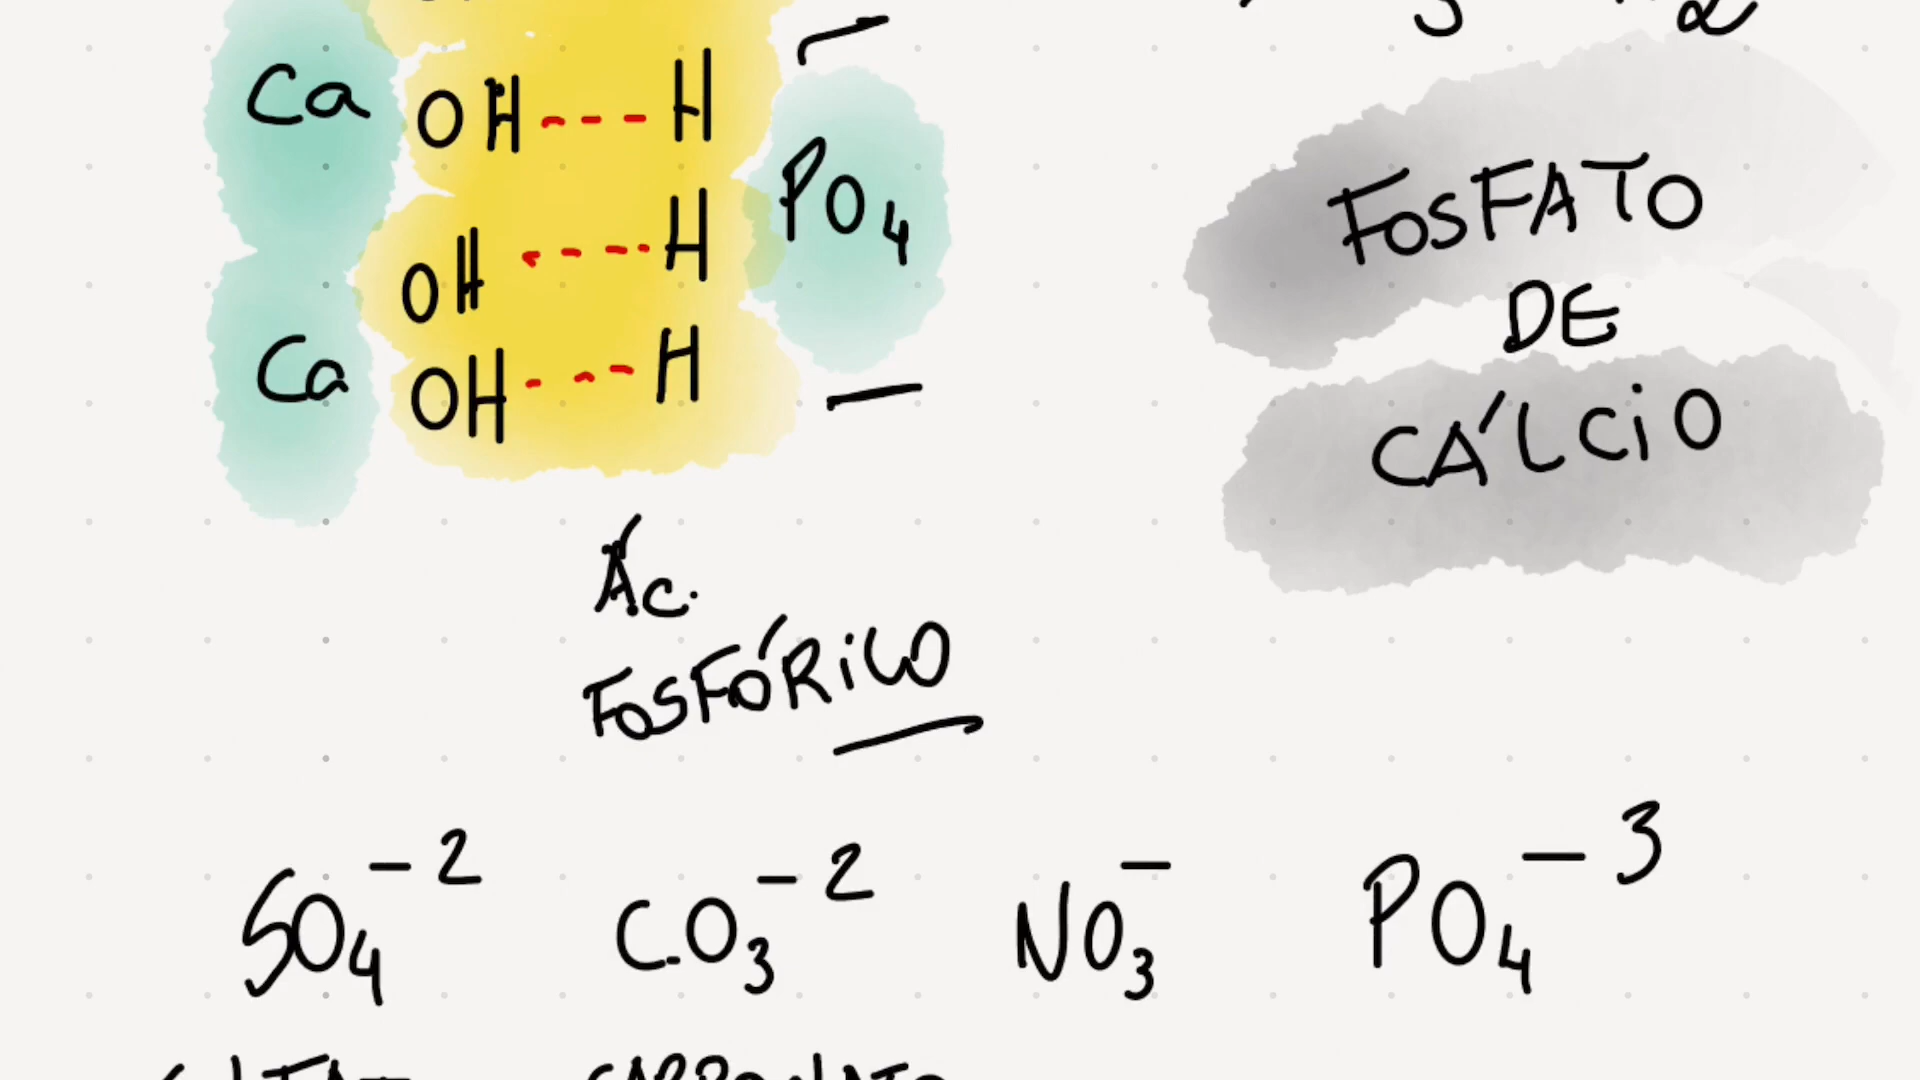 Ca OH --- H
PO4
OH --- H
Ca OH --- H
FOSFATO
DE
CÁLCIO
Ác.
FOSFÓRICO
SO4 -2 CO3 -2 NO3 - PO4 -3